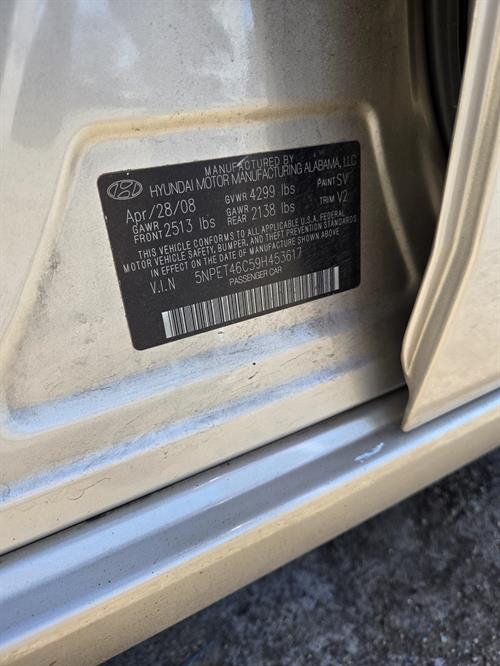 MANUFACTURED BY
HYUNDAI MOTOR MANUFACTURING ALABAMA, LLC
Apr/28/08 GVWR 4299 lbs PAINT SV
GAWR FRONT 2513 lbs GAWR REAR 2138 lbs TRIM V2
THIS VEHICLE CONFORMS TO ALL APPLICABLE U.S.A. FEDERAL
MOTOR VEHICLE SAFETY, BUMPER, AND THEFT PREVENTION STANDARDS
IN EFFECT ON THE DATE OF MANUFACTURE SHOWN ABOVE.
V.I.N 5NPET46C59H453617
PASSENGER CAR